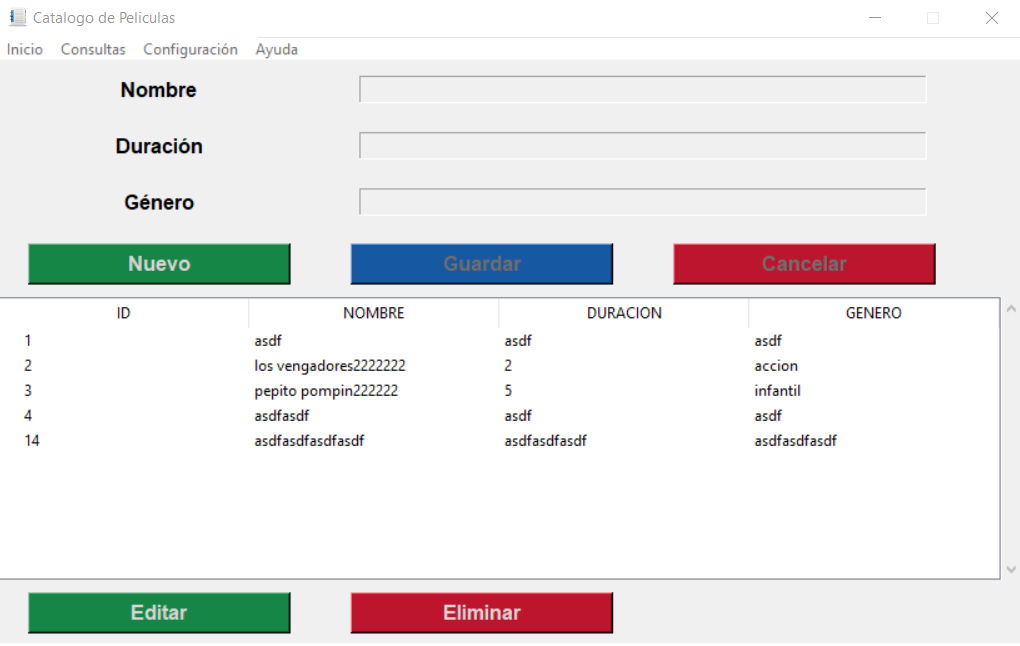 Catalogo de Peliculas
Inicio Consultas Configuración Ayuda
Nombre
Duración
Género
Nuevo Guardar Cancelar
ID NOMBRE DURACION GENERO
1 asdf asdf asdf
2 los vengadores2222222 2 accion
3 pepito pompin222222 5 infantil
4 asdfasdf asdf asdf
14 asdfasdfasdfasdf asdfasdfasdf asdfasdfasdf
Editar Eliminar